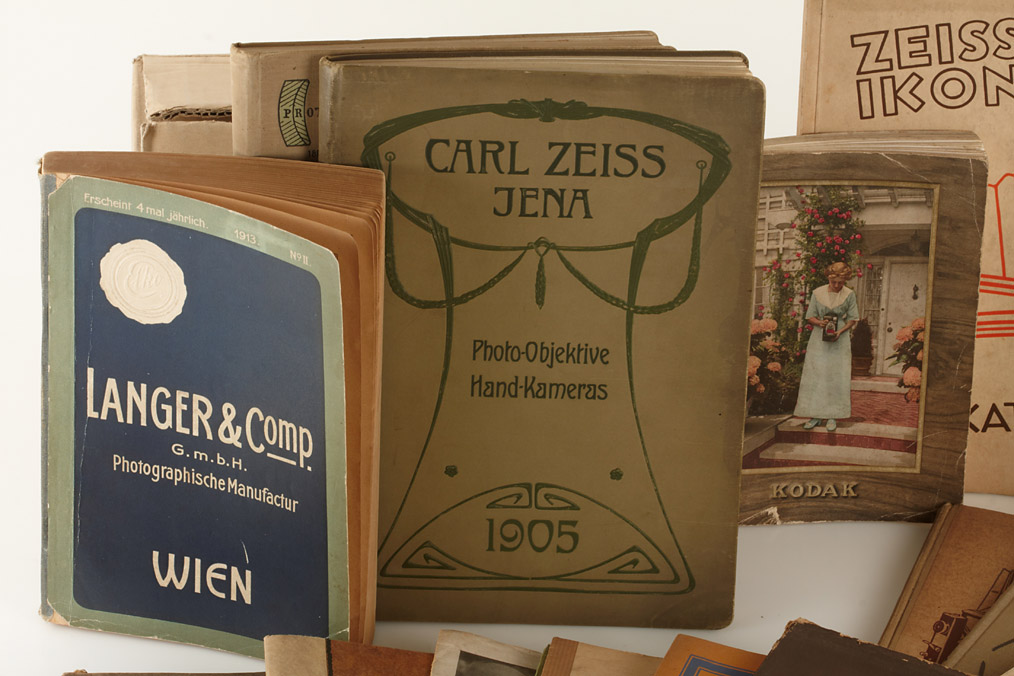 Erscheint 4 mal jährlich.
1913
Nº II.
LANGER & Comp.
G.m.b.H.
Photographische Manufactur
WIEN
CARL ZEISS
JENA
Photo-Objektive
Hand-Kameras
1905
KODAK
ZEISS
IKON